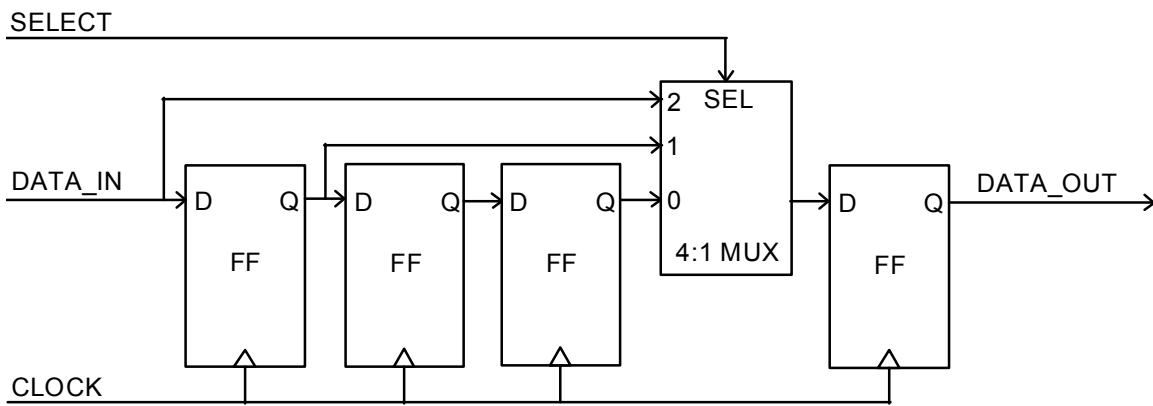 SELECT
2 SEL
1
DATA_IN
D Q D Q D Q 0 D Q DATA_OUT
4:1 MUX
FF FF FF FF
CLOCK